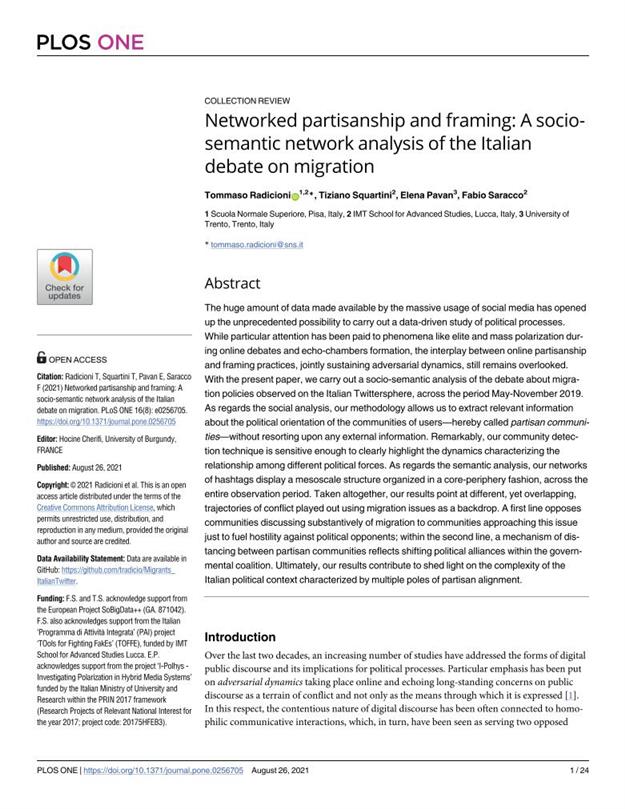 PLOS ONE
COLLECTION REVIEW
Networked partisanship and framing: A socio-
semantic network analysis of the Italian
debate on migration
Tommaso Radicioni 1,2*, Tiziano Squartini2, Elena Pavan3, Fabio Saracco2
1 Scuola Normale Superiore, Pisa, Italy, 2 IMT School for Advanced Studies, Lucca, Italy, 3 University of
Trento, Trento, Italy
* tommaso.radicioni@sns.it
Abstract
The huge amount of data made available by the massive usage of social media has opened
up the unprecedented possibility to carry out a data-driven study of political processes.
While particular attention has been paid to phenomena like elite and mass polarization dur-
ing online debates and echo-chambers formation, the interplay between online partisanship
and framing practices, jointly sustaining adversarial dynamics, still remains overlooked.
With the present paper, we carry out a socio-semantic analysis of the debate about migra-
tion policies observed on the Italian Twittersphere, across the period May-November 2019.
As regards the social analysis, our methodology allows us to extract relevant information
about the political orientation of the communities of users—hereby called partisan communi-
ties—without resorting upon any external information. Remarkably, our community detec-
tion technique is sensitive enough to clearly highlight the dynamics characterizing the
relationship among different political forces. As regards the semantic analysis, our networks
of hashtags display a mesoscale structure organized in a core-periphery fashion, across the
entire observation period. Taken altogether, our results point at different, yet overlapping,
trajectories of conflict played out using migration issues as a backdrop. A first line opposes
communities discussing substantively of migration to communities approaching this issue
just to fuel hostility against political opponents; within the second line, a mechanism of dis-
tancing between partisan communities reflects shifting political alliances within the govern-
mental coalition. Ultimately, our results contribute to shed light on the complexity of the
Italian political context characterized by multiple poles of partisan alignment.
Introduction
Over the last two decades, an increasing number of studies have addressed the forms of digital
public discourse and its implications for political processes. Particular emphasis has been put
on adversarial dynamics taking place online and echoing long-standing concerns on public
discourse as a terrain of conflict and not only as the means through which it is expressed [1].
In this respect, the contentious nature of digital discourse has been often connected to homo-
philic communicative interactions, which, in turn, have been seen as serving two opposed
Check for
updates
OPEN ACCESS
Citation: Radicioni T, Squartini T, Pavan E, Saracco
F (2021) Networked partisanship and framing: A
socio-semantic network analysis of the Italian
debate on migration. PLoS ONE 16(8): e0256705.
https://doi.org/10.1371/journal.pone.0256705
Editor: Hocine Cherifi, University of Burgundy,
FRANCE
Published: August 26, 2021
Copyright: © 2021 Radicioni et al. This is an open
access article distributed under the terms of the
Creative Commons Attribution License, which
permits unrestricted use, distribution, and
reproduction in any medium, provided the original
author and source are credited.
Data Availability Statement: Data are available in
GitHub: https://github.com/tradicio/Migrants_
ItalianTwitter.
Funding: F.S. and T.S. acknowledge support from
the European Project SoBigData++ (GA. 871042).
F.S. also acknowledges support from the Italian
‘Programma di Attività Integrata’ (PAI) project
‘TOols for Fighting FakEs’ (TOFFE), funded by IMT
School for Advanced Studies Lucca. E.P.
acknowledges support from the project ‘I-Polhys -
Investigating Polarization in Hybrid Media Systems’
funded by the Italian Ministry of University and
Research within the PRIN 2017 framework
(Research Projects of Relevant National Interest for
the year 2017; project code: 20175HFEB3).
PLOS ONE | https://doi.org/10.1371/journal.pone.0256705 August 26, 2021
1 / 24